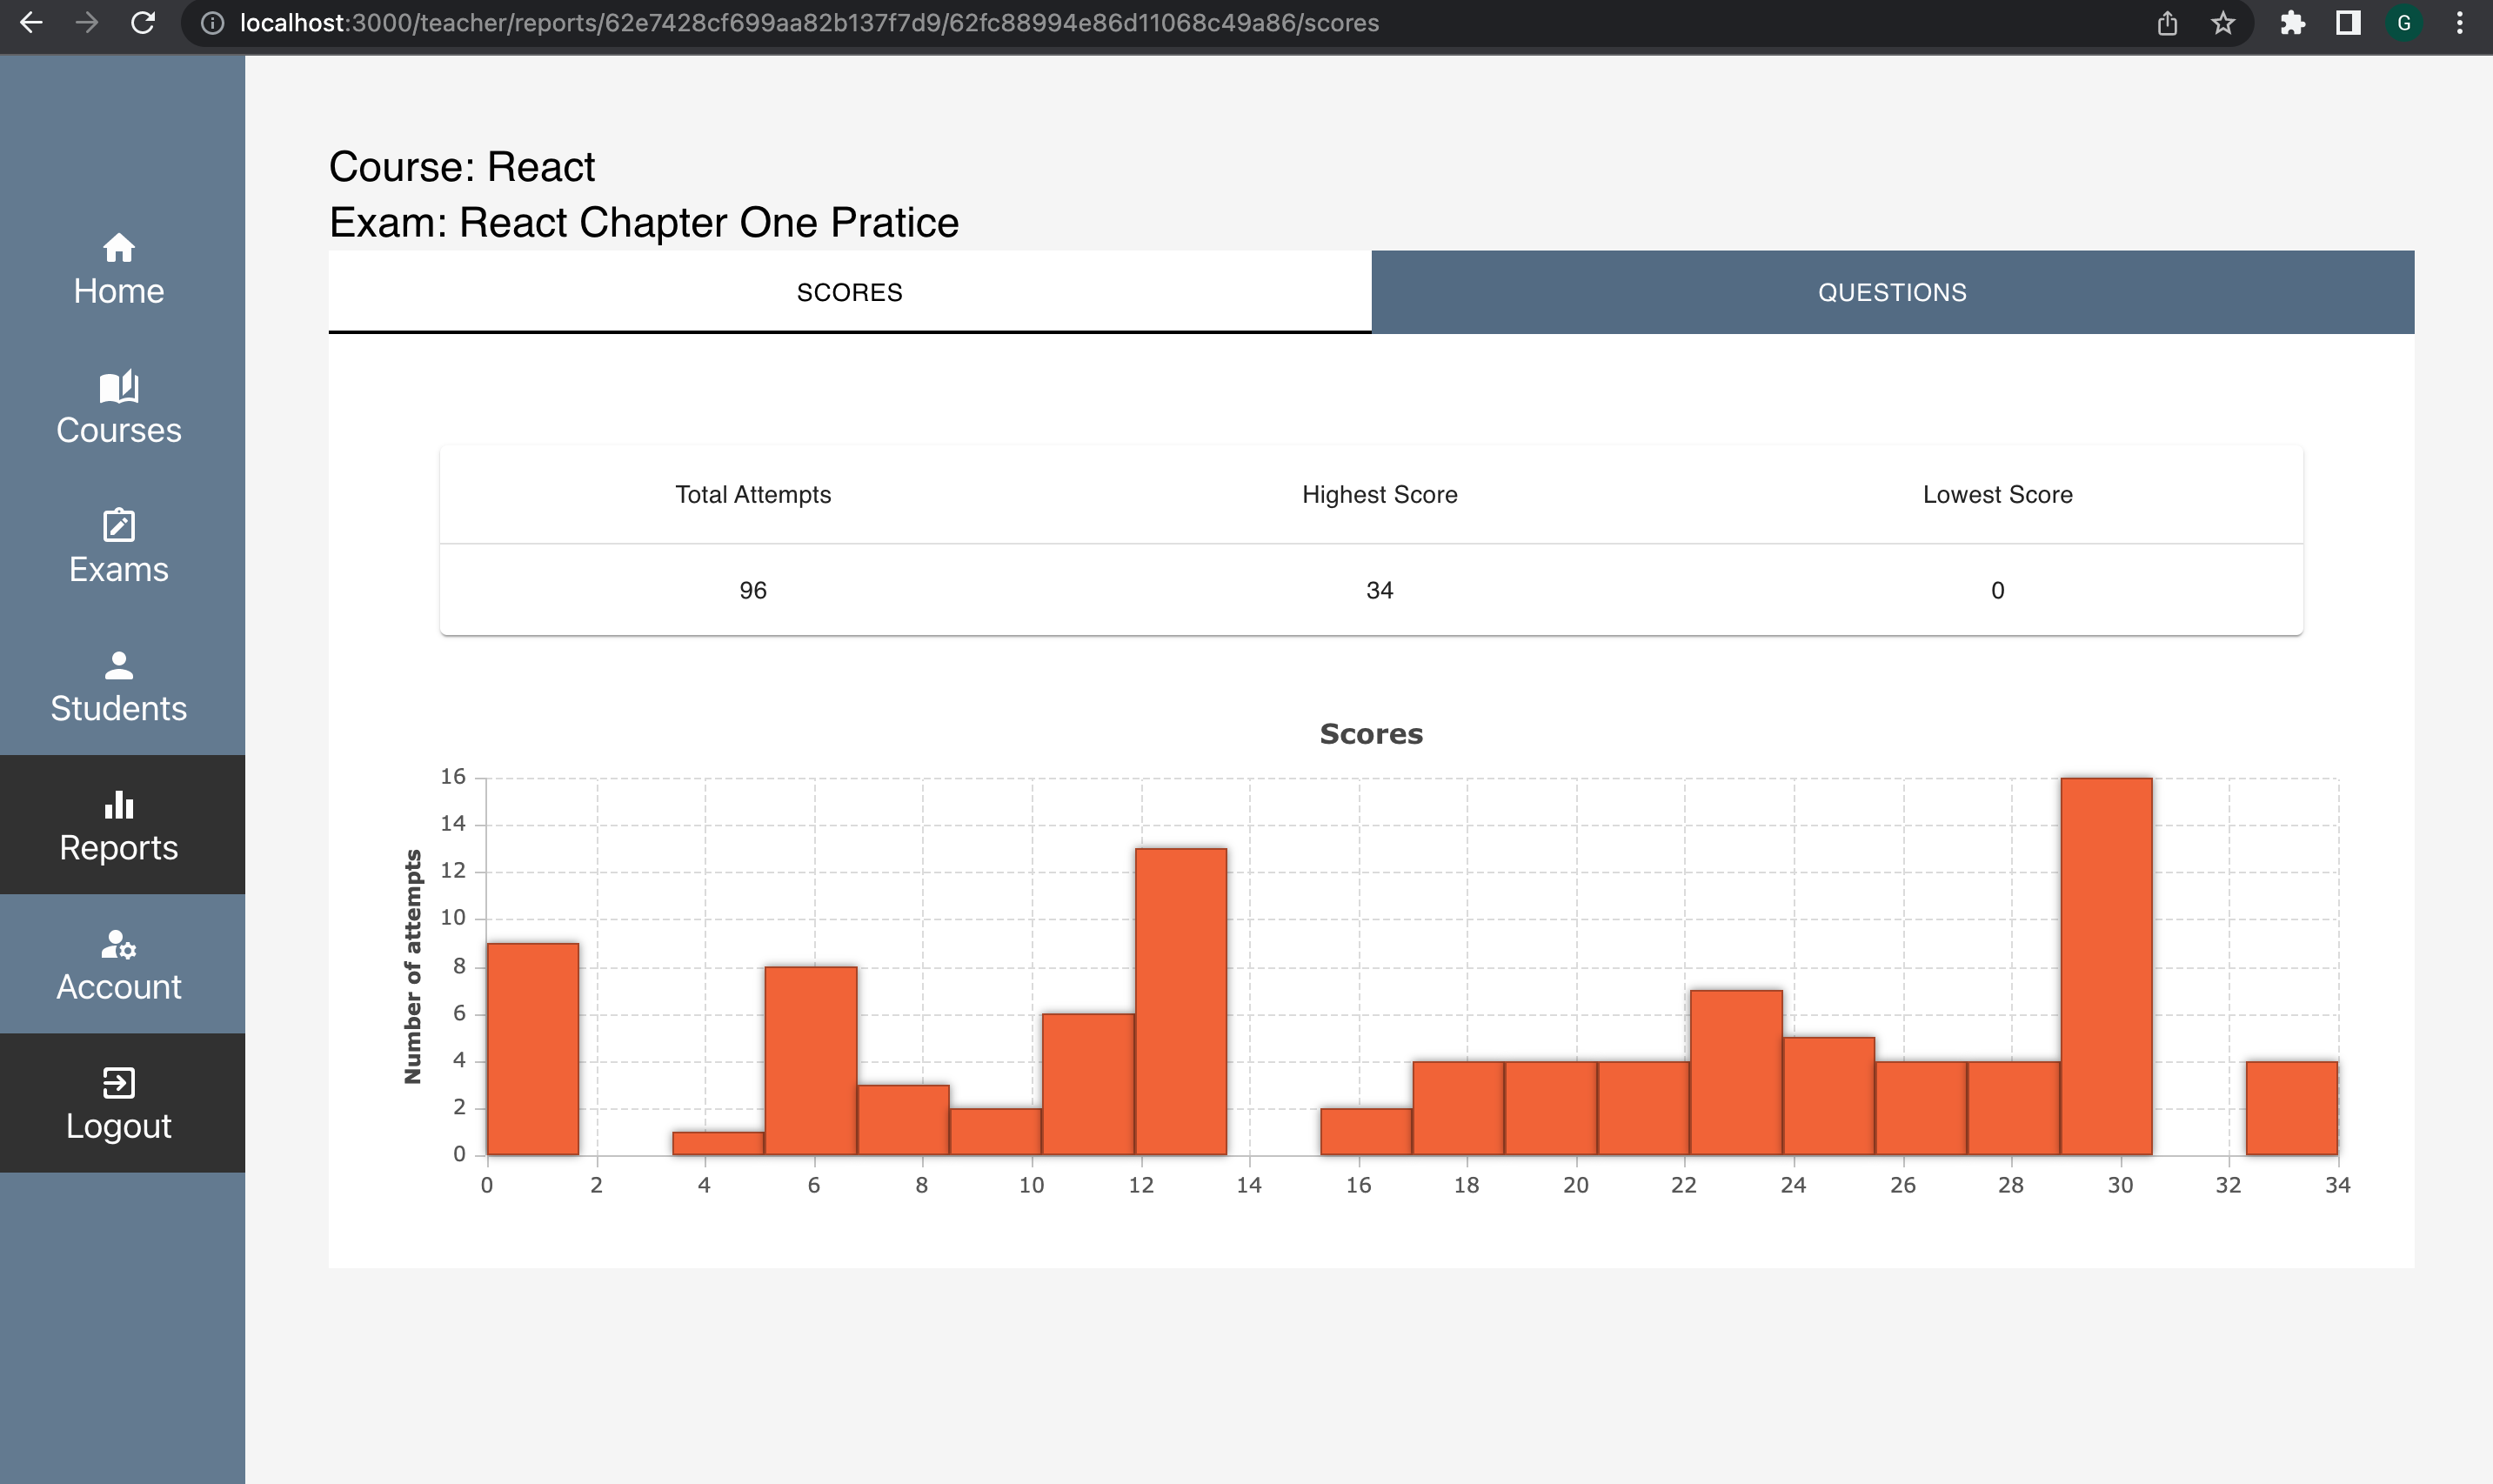 localhost:3000/teacher/reports/62e7428cf699aa82b137f7d9/62fc88994e86d11068c49a86/scores
G
Home
Courses
Exams
Students
Reports
Account
Logout
Course: React
Exam: React Chapter One Pratice
SCORES QUESTIONS
Total Attempts Highest Score Lowest Score
96 34 0
Scores
Number of attempts
16
14
12
10
8
6
4
2
0
0 2 4 6 8 10 12 14 16 18 20 22 24 26 28 30 32 34